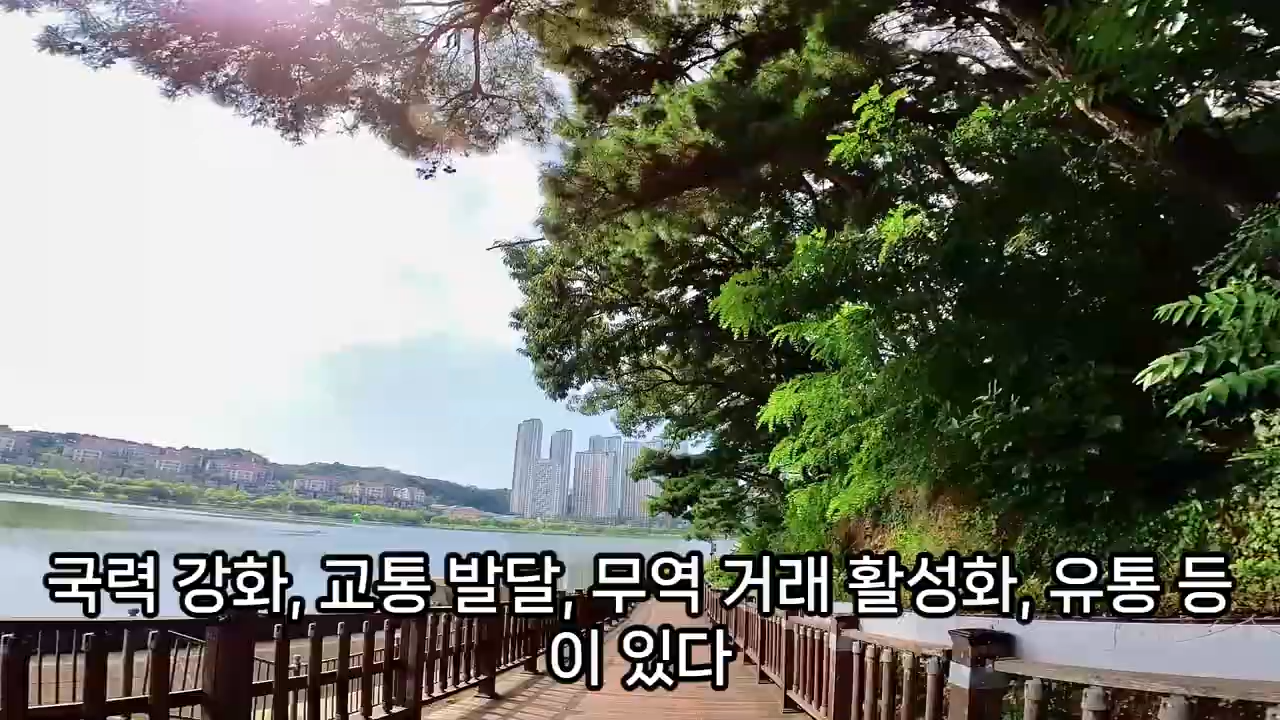 국력 강화, 교통 발달, 무역 거래 활성화, 유통 등
이 있다